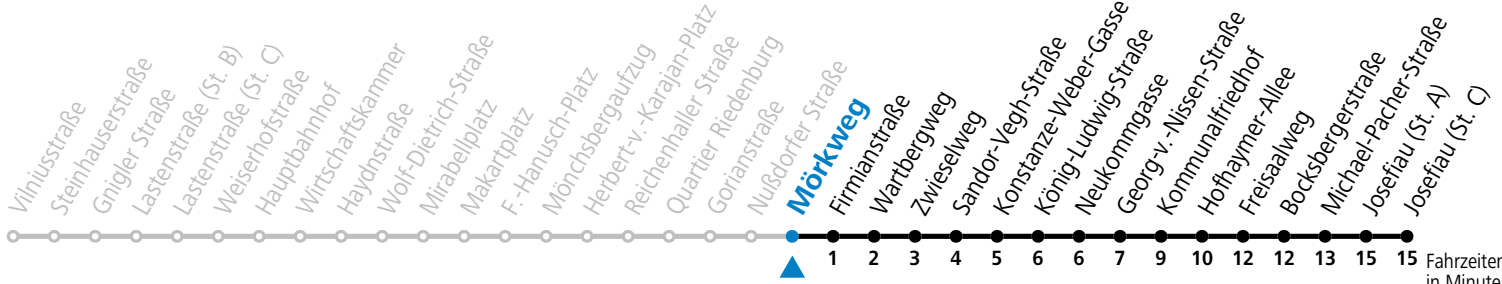 Vilniusstraße
Steinhauserstraße
Gnigler Straße
Lastenstraße (St. B)
Lastenstraße (St. C)
Weiserhofstraße
Hauptbahnhof
Wirtschaftskammer
Haydnstraße
Wolf-Dietrich-Straße
Mirabellplatz
Makartplatz
F.-Hanusch-Platz
Mönchsbergaufzug
Herbert-v.-Karajan-Platz
Reichenhaller Straße
Quartier Riedenburg
Gorianstraße
Nußdorfer Straße
Mörkweg
Firmianstraße
Wartbergweg
Zwieselweg
Sandor-Vegh-Straße
Konstanze-Weber-Gasse
König-Ludwig-Straße
Neukommgasse
Georg-v.-Nissen-Straße
Kommunalfriedhof
Hofhaymer-Allee
Freisaalweg
Bocksbergerstraße
Michael-Pacher-Straße
Josefiau (St. A)
Josefiau (St. C)
1 2 3 4 5 6 6 7 9 10 12 12 13 15 15 Fahrzeiten
in Minute